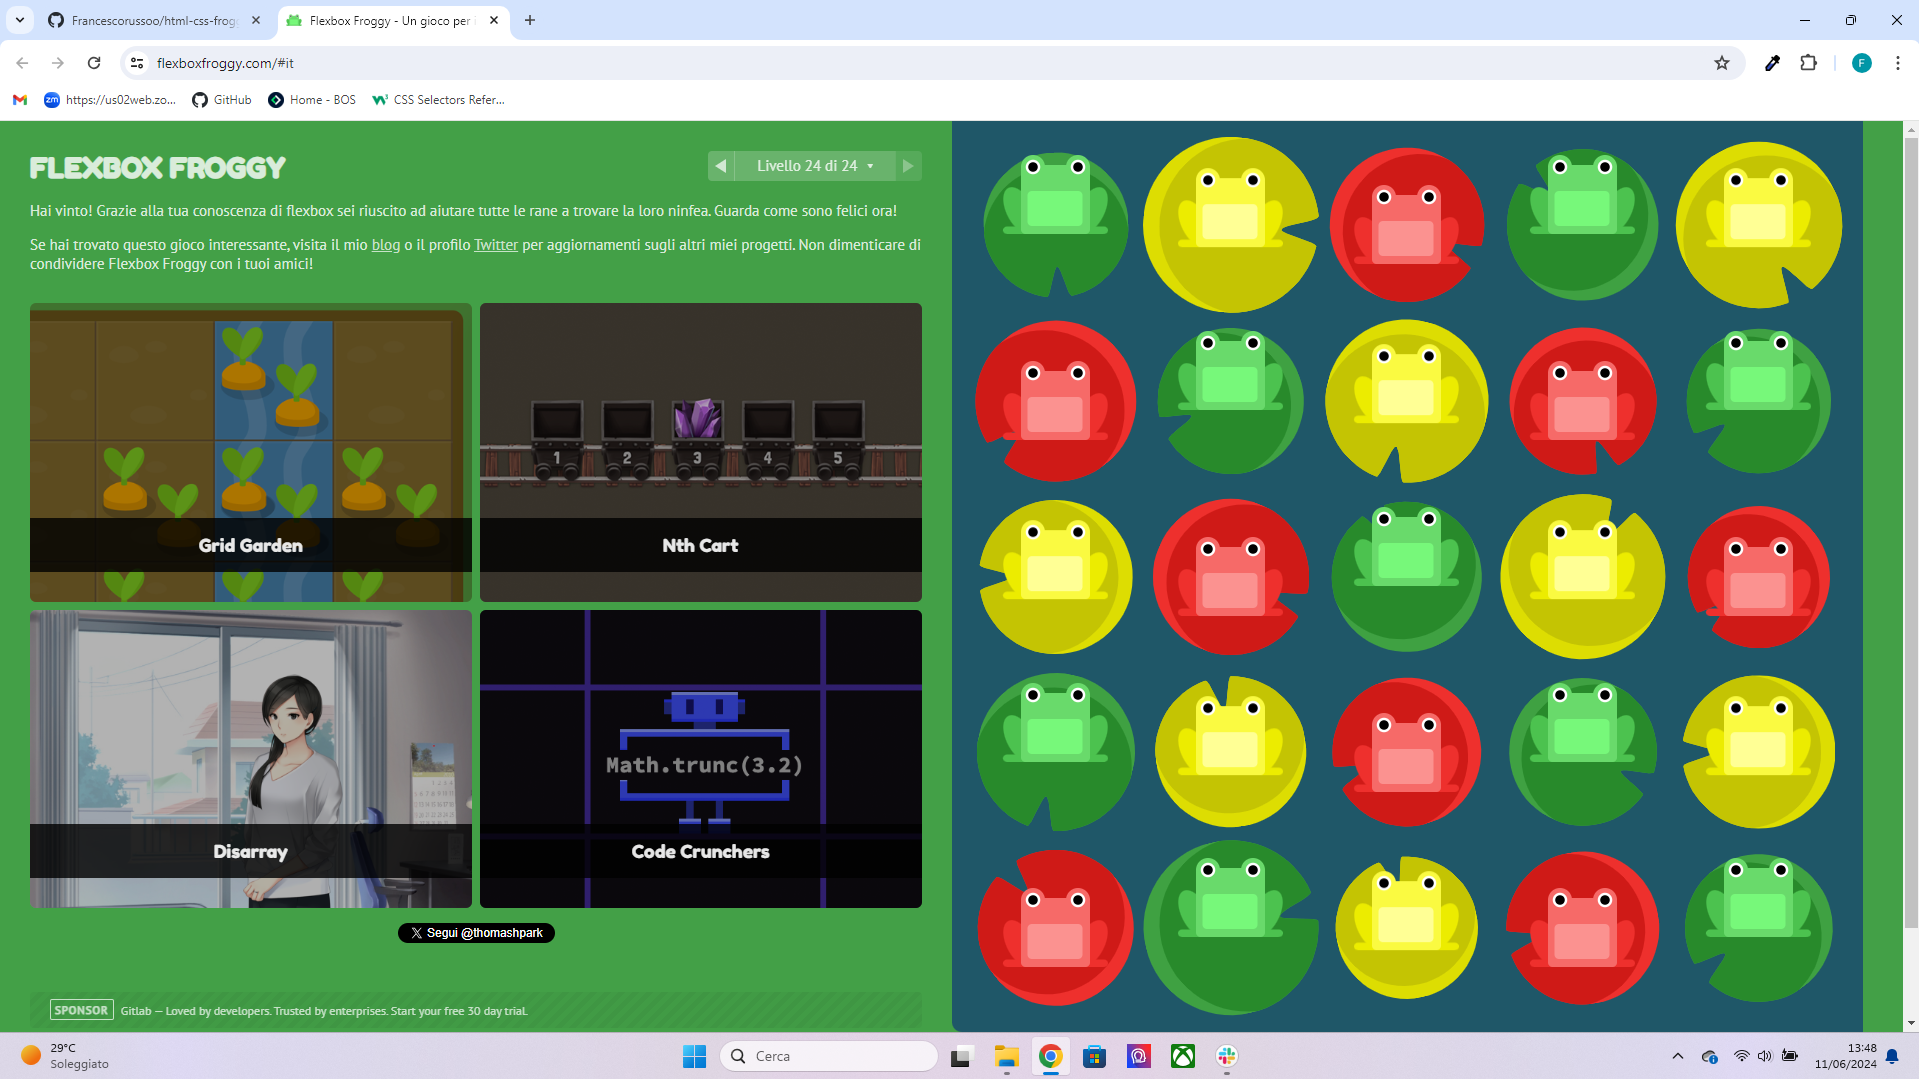 Francescorussoo/html-css-frog
Flexbox Froggy - Un gioco per i
flexboxfroggy.com/#it
F
https://us02web.zo...
GitHub
Home - BOS
CSS Selectors Refer...
FLEXBOX FROGGY
Livello 24 di 24
Hai vinto! Grazie alla tua conoscenza di flexbox sei riuscito ad aiutare tutte le rane a trovare la loro ninfea. Guarda come sono felici ora!
Se hai trovato questo gioco interessante, visita il mio blog o il profilo Twitter per aggiornamenti sugli altri miei progetti. Non dimenticare di
condividere Flexbox Froggy con i tuoi amici!
1 2 3 4 5
Grid Garden
Nth Cart
Math.trunc(3.2)
Disarray
Code Crunchers
Segui @thomashpark
SPONSOR Gitlab — Loved by developers. Trusted by enterprises. Start your free 30 day trial.
29°C
Soleggiato
Cerca
13:48
11/06/2024